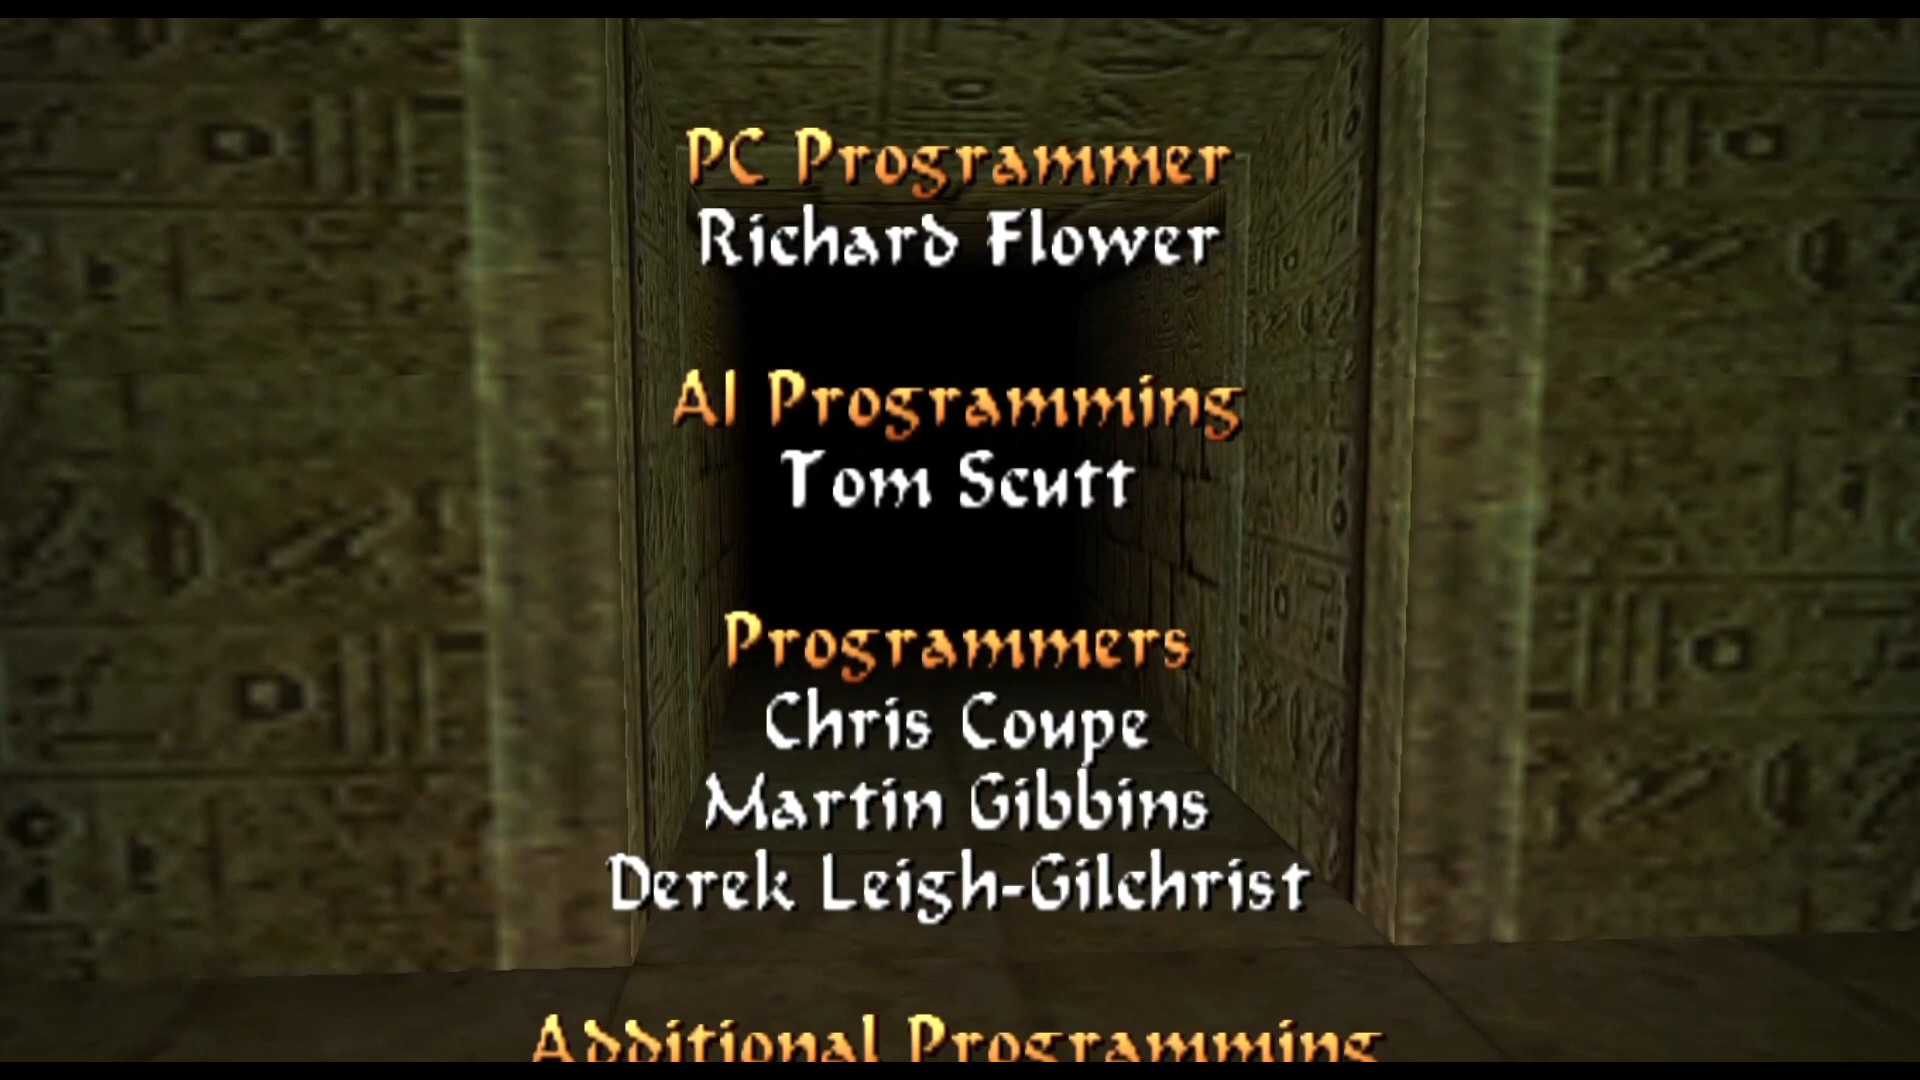 PC Programmer
Richard Flower
AI Programming
Tom Scutt
Programmers
Chris Coupe
Martin Gibbins
Derek Leigh-Gilchrist
Additional Programming